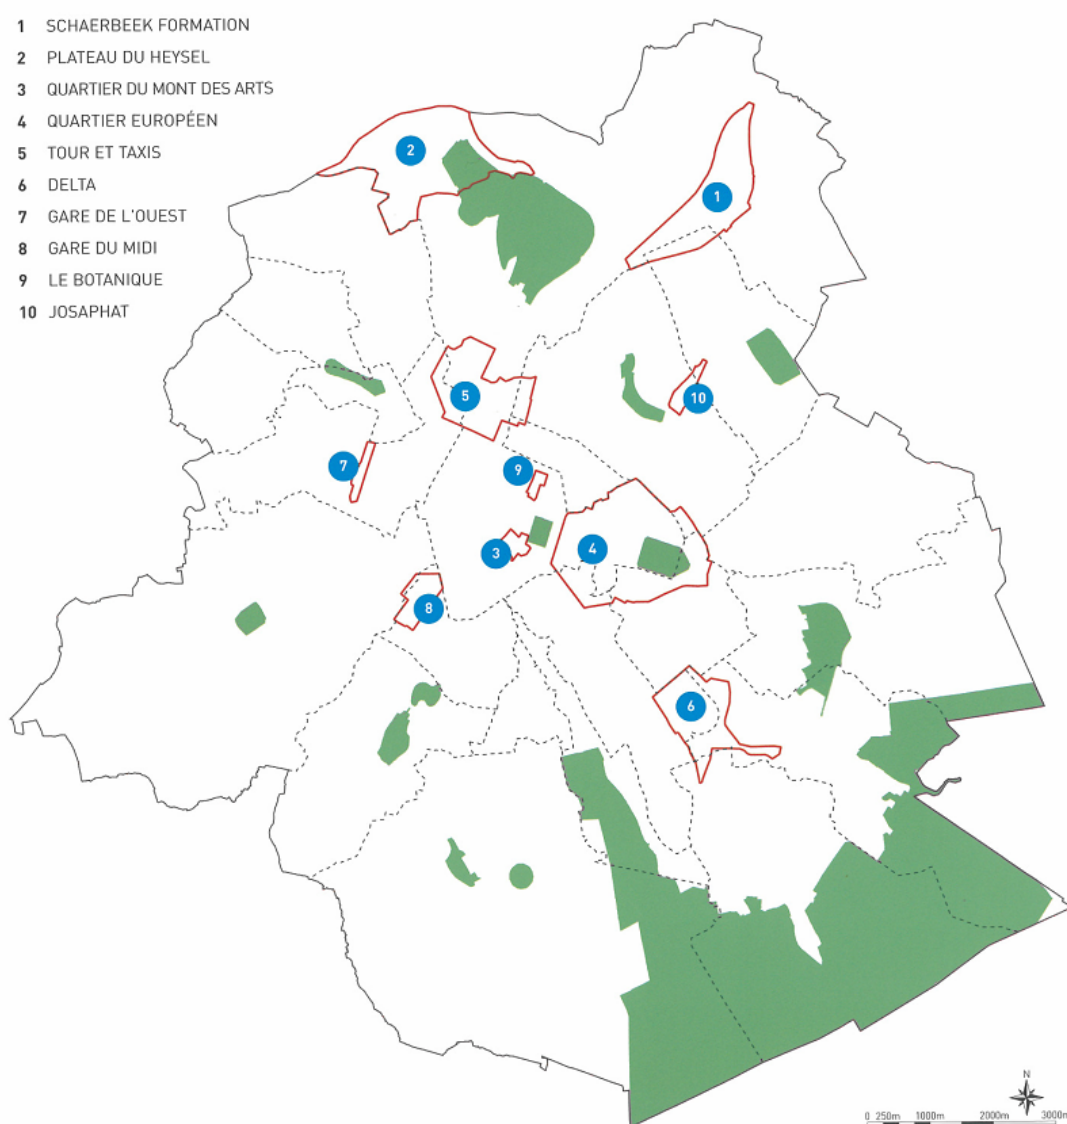 1 SCHAERBEEK FORMATION
2 PLATEAU DU HEYSEL
3 QUARTIER DU MONT DES ARTS
4 QUARTIER EUROPÉEN
5 TOUR ET TAXIS
6 DELTA
7 GARE DE L'OUEST
8 GARE DU MIDI
9 LE BOTANIQUE
10 JOSAPHAT
2
1
5
10
7
9
3
4
8
6
N
0 250m 1000m 2000m 3000m